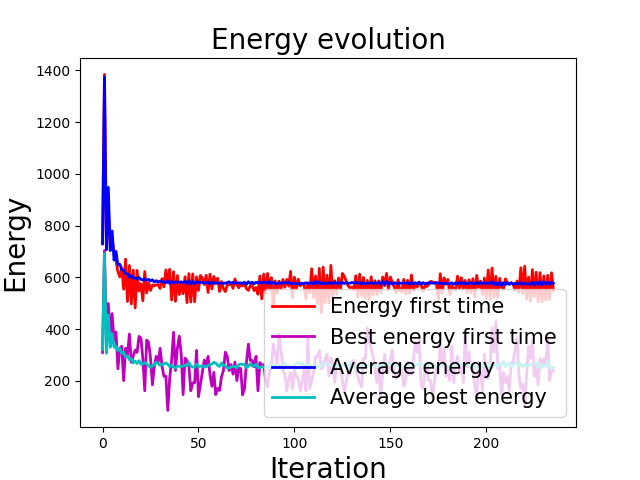 Energy evolution
1400
1200
1000
800
600
400
200
Energy
Energy first time
Best energy first time
Average energy
Average best energy
0
50
100
150
200
Iteration